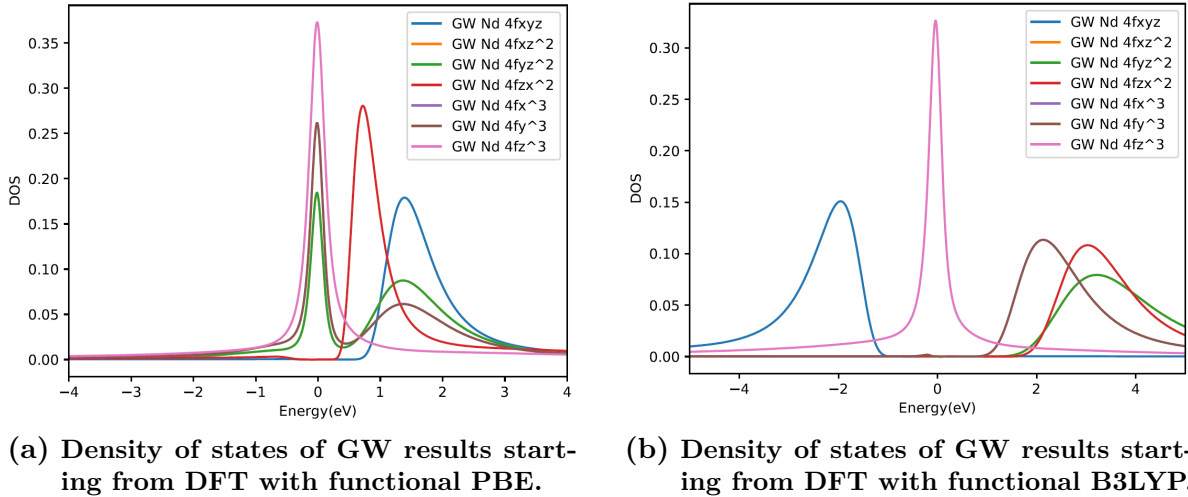 GW Nd 4fxyz
GW Nd 4fxz^2
GW Nd 4fyz^2
GW Nd 4fzx^2
GW Nd 4fx^3
GW Nd 4fy^3
GW Nd 4fz^3
0.35
0.30
0.25
0.20
0.15
0.10
0.05
0.00
DOS
−4 −3 −2 −1 0 1 2 3 4
Energy(eV)
(a) Density of states of GW results start-
ing from DFT with functional PBE.
GW Nd 4fxyz
GW Nd 4fxz^2
GW Nd 4fyz^2
GW Nd 4fzx^2
GW Nd 4fx^3
GW Nd 4fy^3
GW Nd 4fz^3
0.30
0.25
0.20
0.15
0.10
0.05
0.00
DOS
−4 −2 0 2 4
Energy(eV)
(b) Density of states of GW results start-
ing from DFT with functional B3LYP.